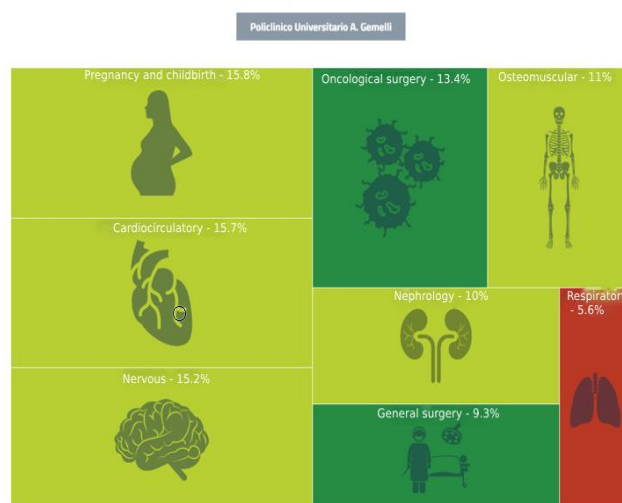 Policlinico Universitario A. Gemelli
Pregnancy and childbirth - 15.8%
Oncological surgery - 13.4%
Osteomuscular - 11%
Cardiocirculatory - 15.7%
Nephrology - 10%
Respirator
- 5.6%
Nervous - 15.2%
General surgery - 9.3%